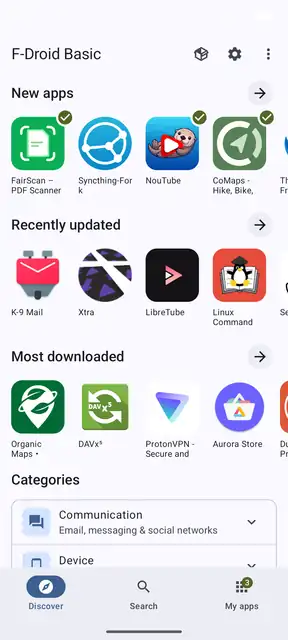 F-Droid Basic
New apps
FairScan –
PDF Scanner
Syncthing-For
k
NouTube
CoMaps -
Hike, Bike,
Recently updated
K-9 Mail
Xtra
LibreTube
Linux
Command
Most downloaded
Organic
Maps •
DAVx⁵
DAVx⁵
ProtonVPN -
Secure and
Aurora Store
Categories
Communication
Email, messaging & social networks
Device
Discover
Search
3
My apps